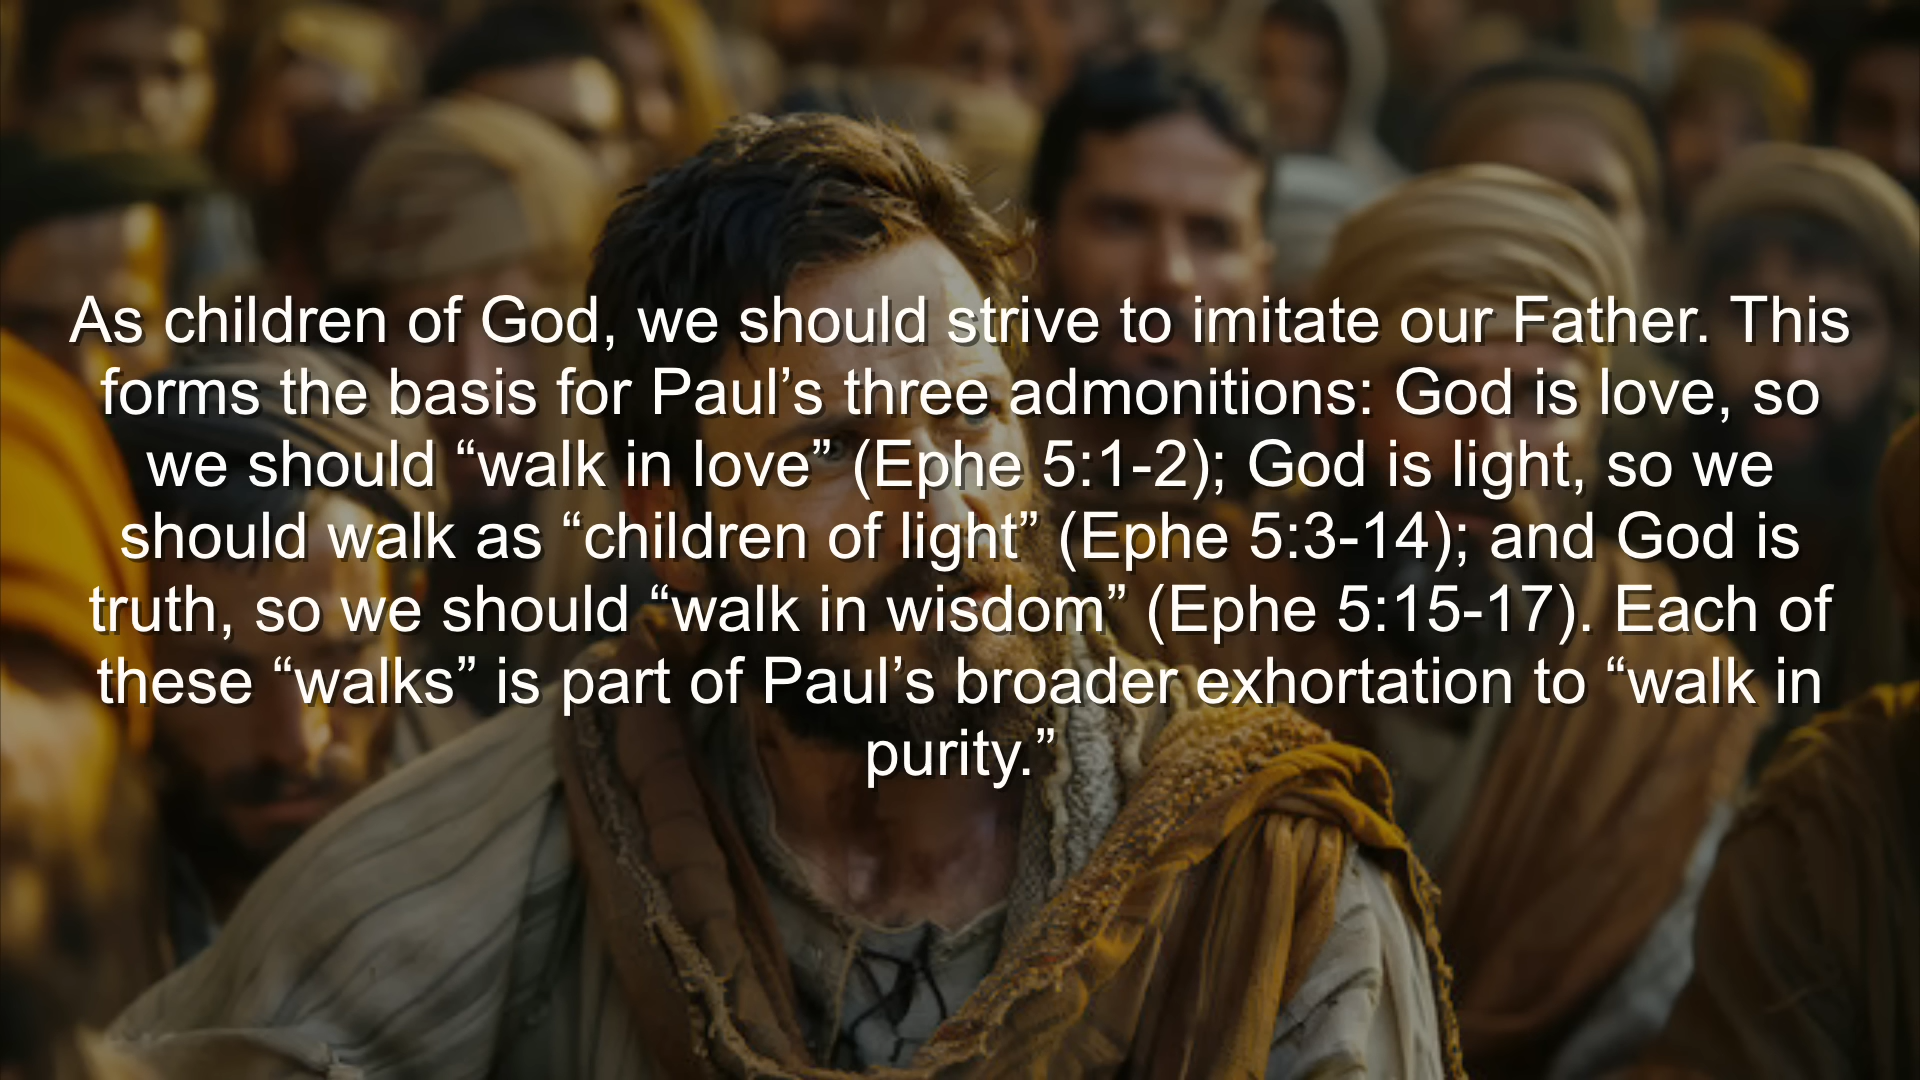 As children of God, we should strive to imitate our Father. This
forms the basis for Paul’s three admonitions: God is love, so
we should “walk in love” (Ephe 5:1-2); God is light, so we
should walk as “children of light” (Ephe 5:3-14); and God is
truth, so we should “walk in wisdom” (Ephe 5:15-17). Each of
these “walks” is part of Paul’s broader exhortation to “walk in
purity.”